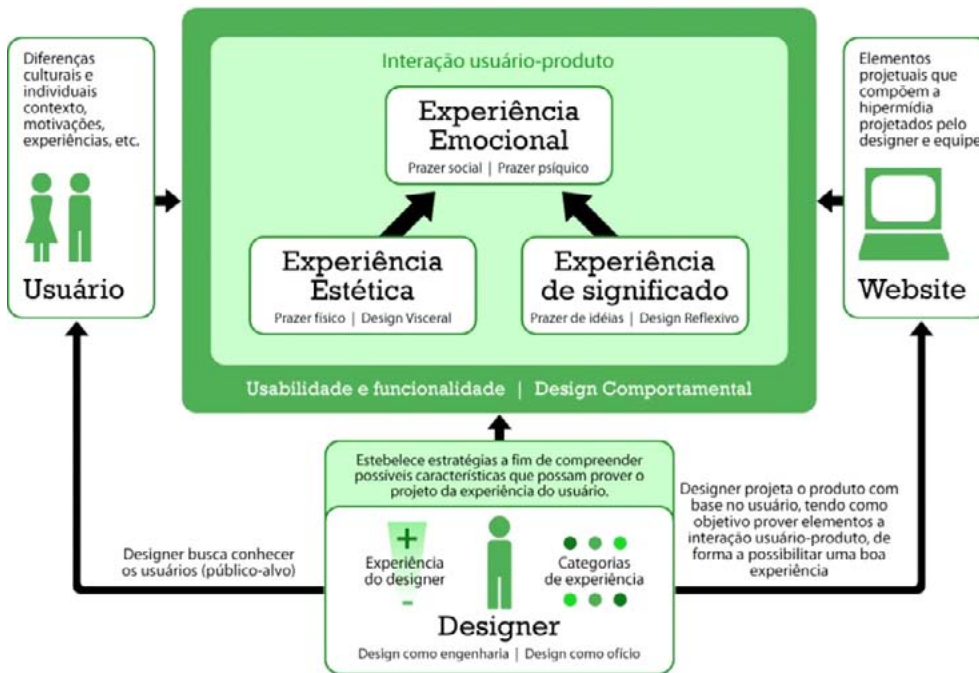 Diferenças
culturais e
individuais
contexto,
motivações,
experiências, etc.
Usuário
Interação usuário-produto
Experiência
Emocional
Prazer social | Prazer psíquico
Experiência
Estética
Prazer físico | Design Visceral
Experiência
de significado
Prazer de idéias | Design Reflexivo
Usabilidade e funcionalidade | Design Comportamental
Elementos
projetuais que
compõem a
hipermídia
projetados pelo
designer e equipe
Website
Estebelece estratégias a fim de compreender
possíveis características que possam prover o
projeto da experiência do usuário.
Designer busca conhecer
os usuários (público-alvo)
+
Experiência
do designer
-
Categorias
de experiência
Designer
Design como engenharia | Design como ofício
Designer projeta o produto com
base no usuário, tendo como
objetivo prover elementos a
interação usuário-produto, de
forma a possibilitar uma boa
experiência